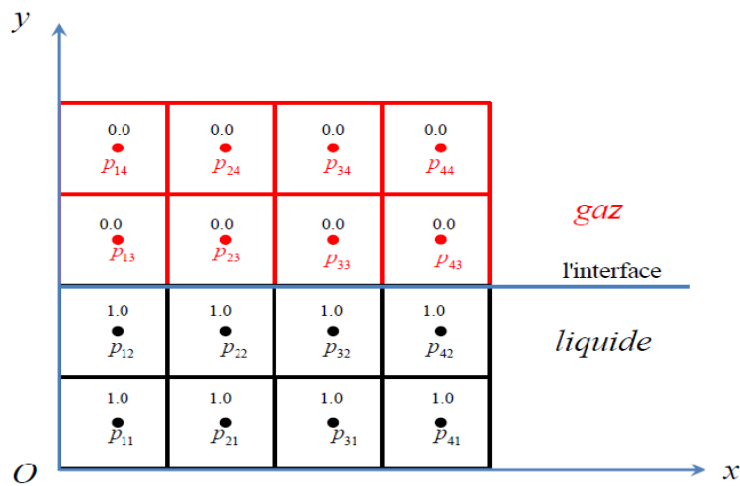 y
0.0 0.0 0.0 0.0
p14 p24 p34 p44
0.0 0.0 0.0 0.0
gaz
p13 p23 p33 p43
l'interface
1.0 1.0 1.0 1.0
liquide
p12 p22 p32 p42
1.0 1.0 1.0 1.0
p11 p21 p31 p41
O x